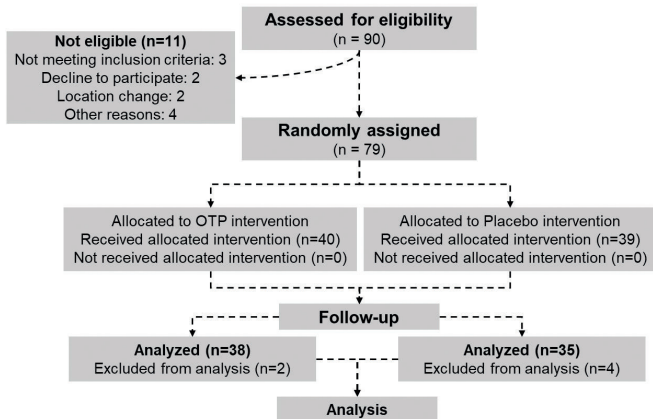 Assessed for eligibility
(n = 90)
Not eligible (n=11)
Not meeting inclusion criteria: 3
Decline to participate: 2
Location change: 2
Other reasons: 4
Randomly assigned
(n = 79)
Allocated to OTP intervention
Received allocated intervention (n=40)
Not received allocated intervention (n=0)
Allocated to Placebo intervention
Received allocated intervention (n=39)
Not received allocated intervention (n=0)
Follow-up
Analyzed (n=38)
Excluded from analysis (n=2)
Analyzed (n=35)
Excluded from analysis (n=4)
Analysis